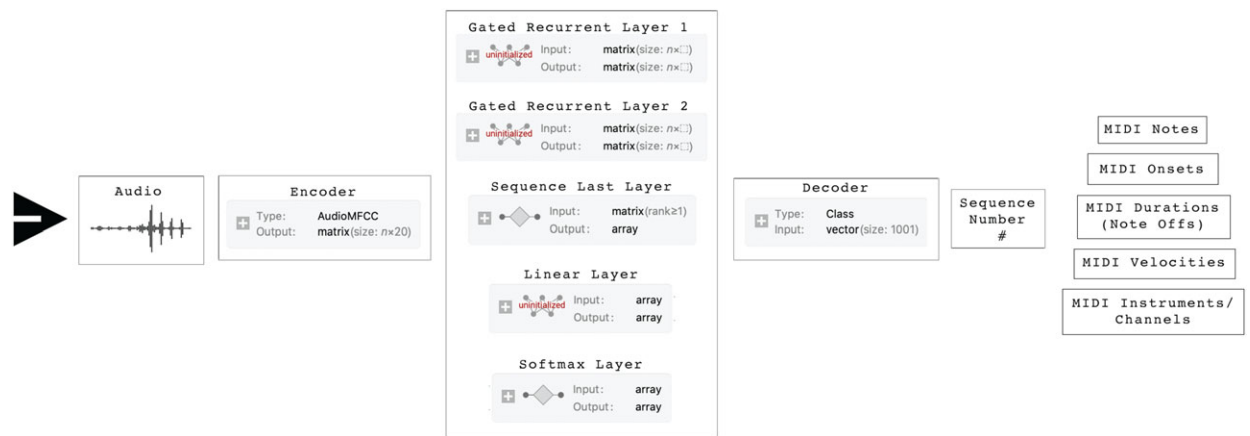 Audio
Encoder
Type: AudioMFCC
Output: matrix(size: n×20)
Gated Recurrent Layer 1
uninitialized
Input: matrix(size: n×□)
Output: matrix(size: n×□)
Gated Recurrent Layer 2
uninitialized
Input: matrix(size: n×□)
Output: matrix(size: n×□)
Sequence Last Layer
Input: matrix(rank≥1)
Output: array
Linear Layer
uninitialized
Input: array
Output: array
Softmax Layer
Input: array
Output: array
Decoder
Type: Class
Input: vector(size: 1001)
Sequence
Number
#
MIDI Notes
MIDI Onsets
MIDI Durations
(Note Offs)
MIDI Velocities
MIDI Instruments/
Channels